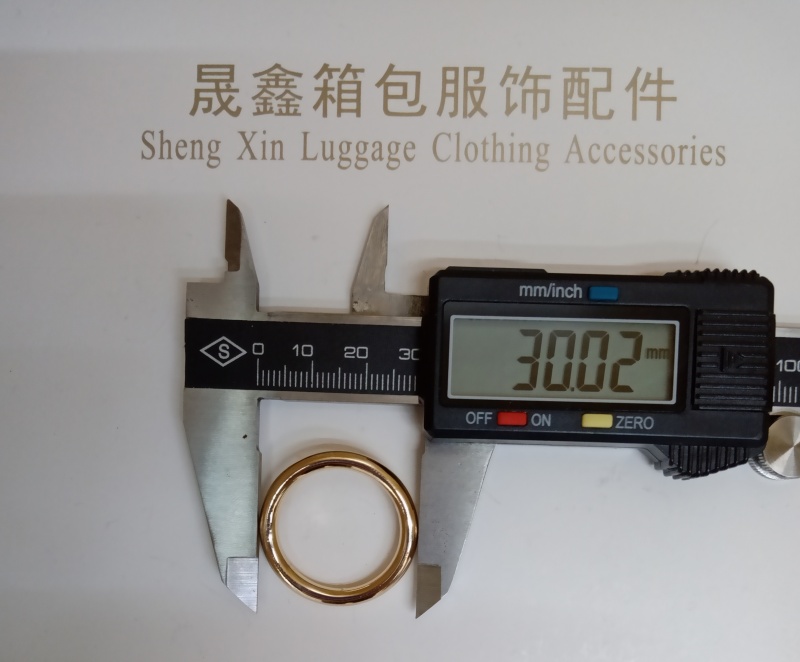 晟鑫箱包服饰配件
Sheng Xin Luggage Clothing Accessories
mm/inch
S 0 10 20 30
30.02 mm
100
OFF ON ZERO